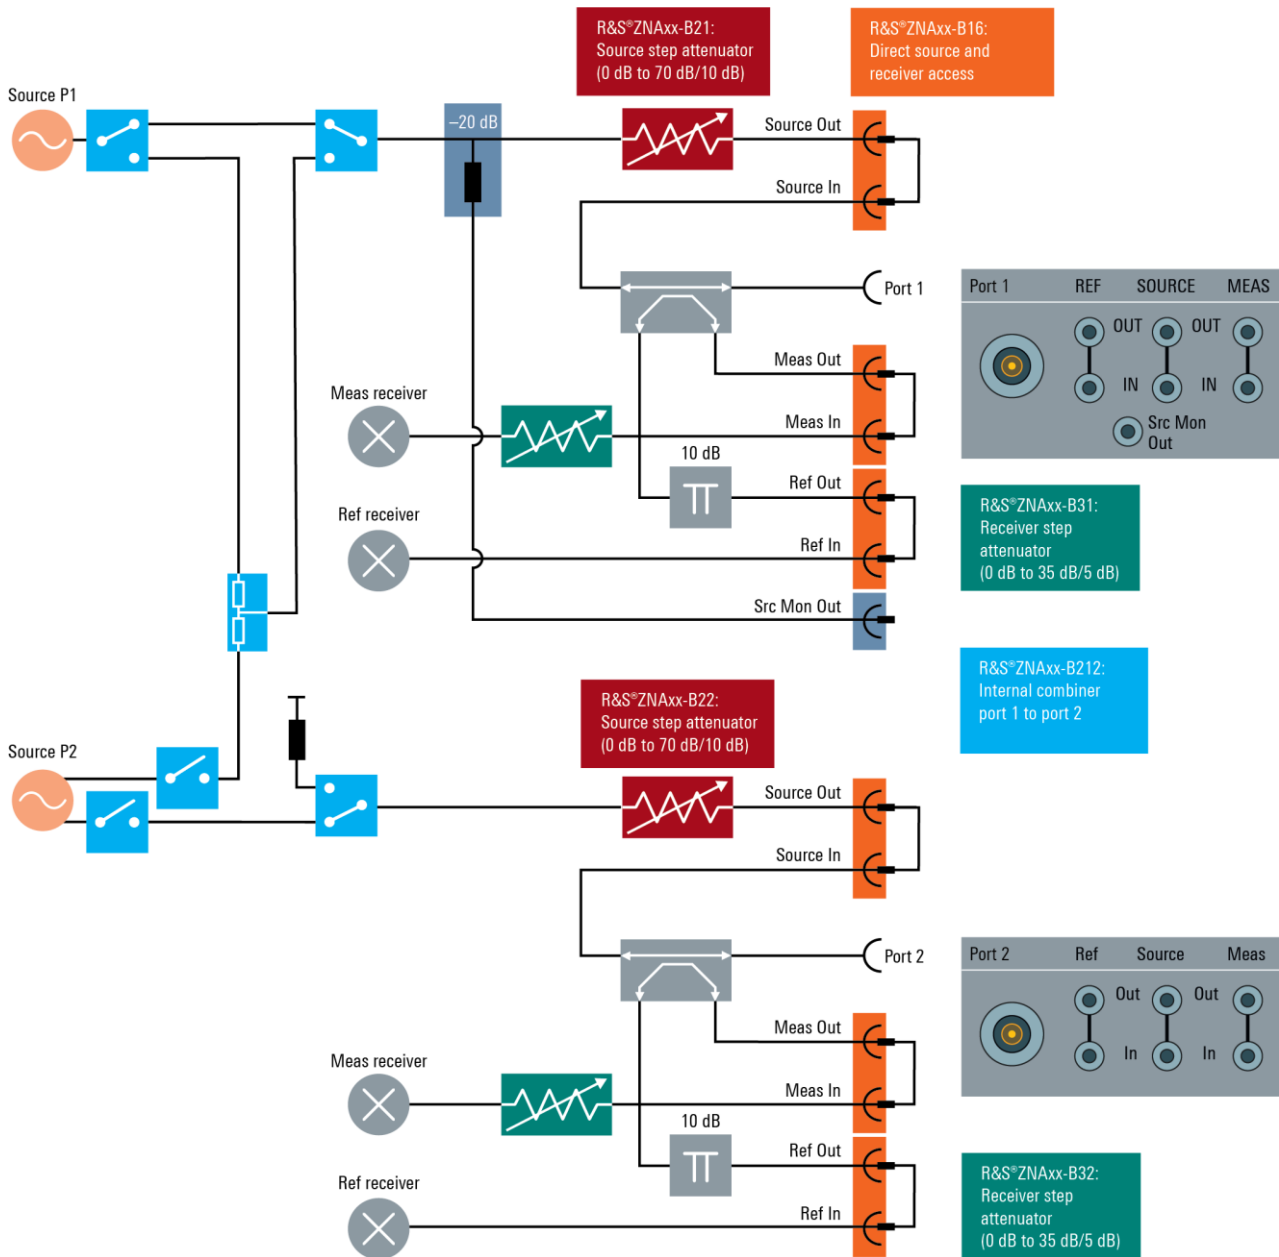 R&S®ZNAxx-B21:
Source step attenuator
(0 dB to 70 dB/10 dB)
R&S®ZNAxx-B16:
Direct source and
receiver access
Source P1
–20 dB
Source Out
Source In
Port 1
Port 1 REF SOURCE MEAS
OUT OUT
IN IN
Src Mon
Out
Meas Out
Meas receiver
Meas In
10 dB
Ref Out
Ref receiver
Ref In
R&S®ZNAxx-B31:
Receiver step
attenuator
(0 dB to 35 dB/5 dB)
Src Mon Out
R&S®ZNAxx-B212:
Internal combiner
port 1 to port 2
R&S®ZNAxx-B22:
Source step attenuator
(0 dB to 70 dB/10 dB)
Source P2
Source Out
Source In
Port 2
Port 2 Ref Source Meas
Out Out
In In
Meas Out
Meas receiver
Meas In
10 dB
Ref Out
Ref receiver
Ref In
R&S®ZNAxx-B32:
Receiver step
attenuator
(0 dB to 35 dB/5 dB)